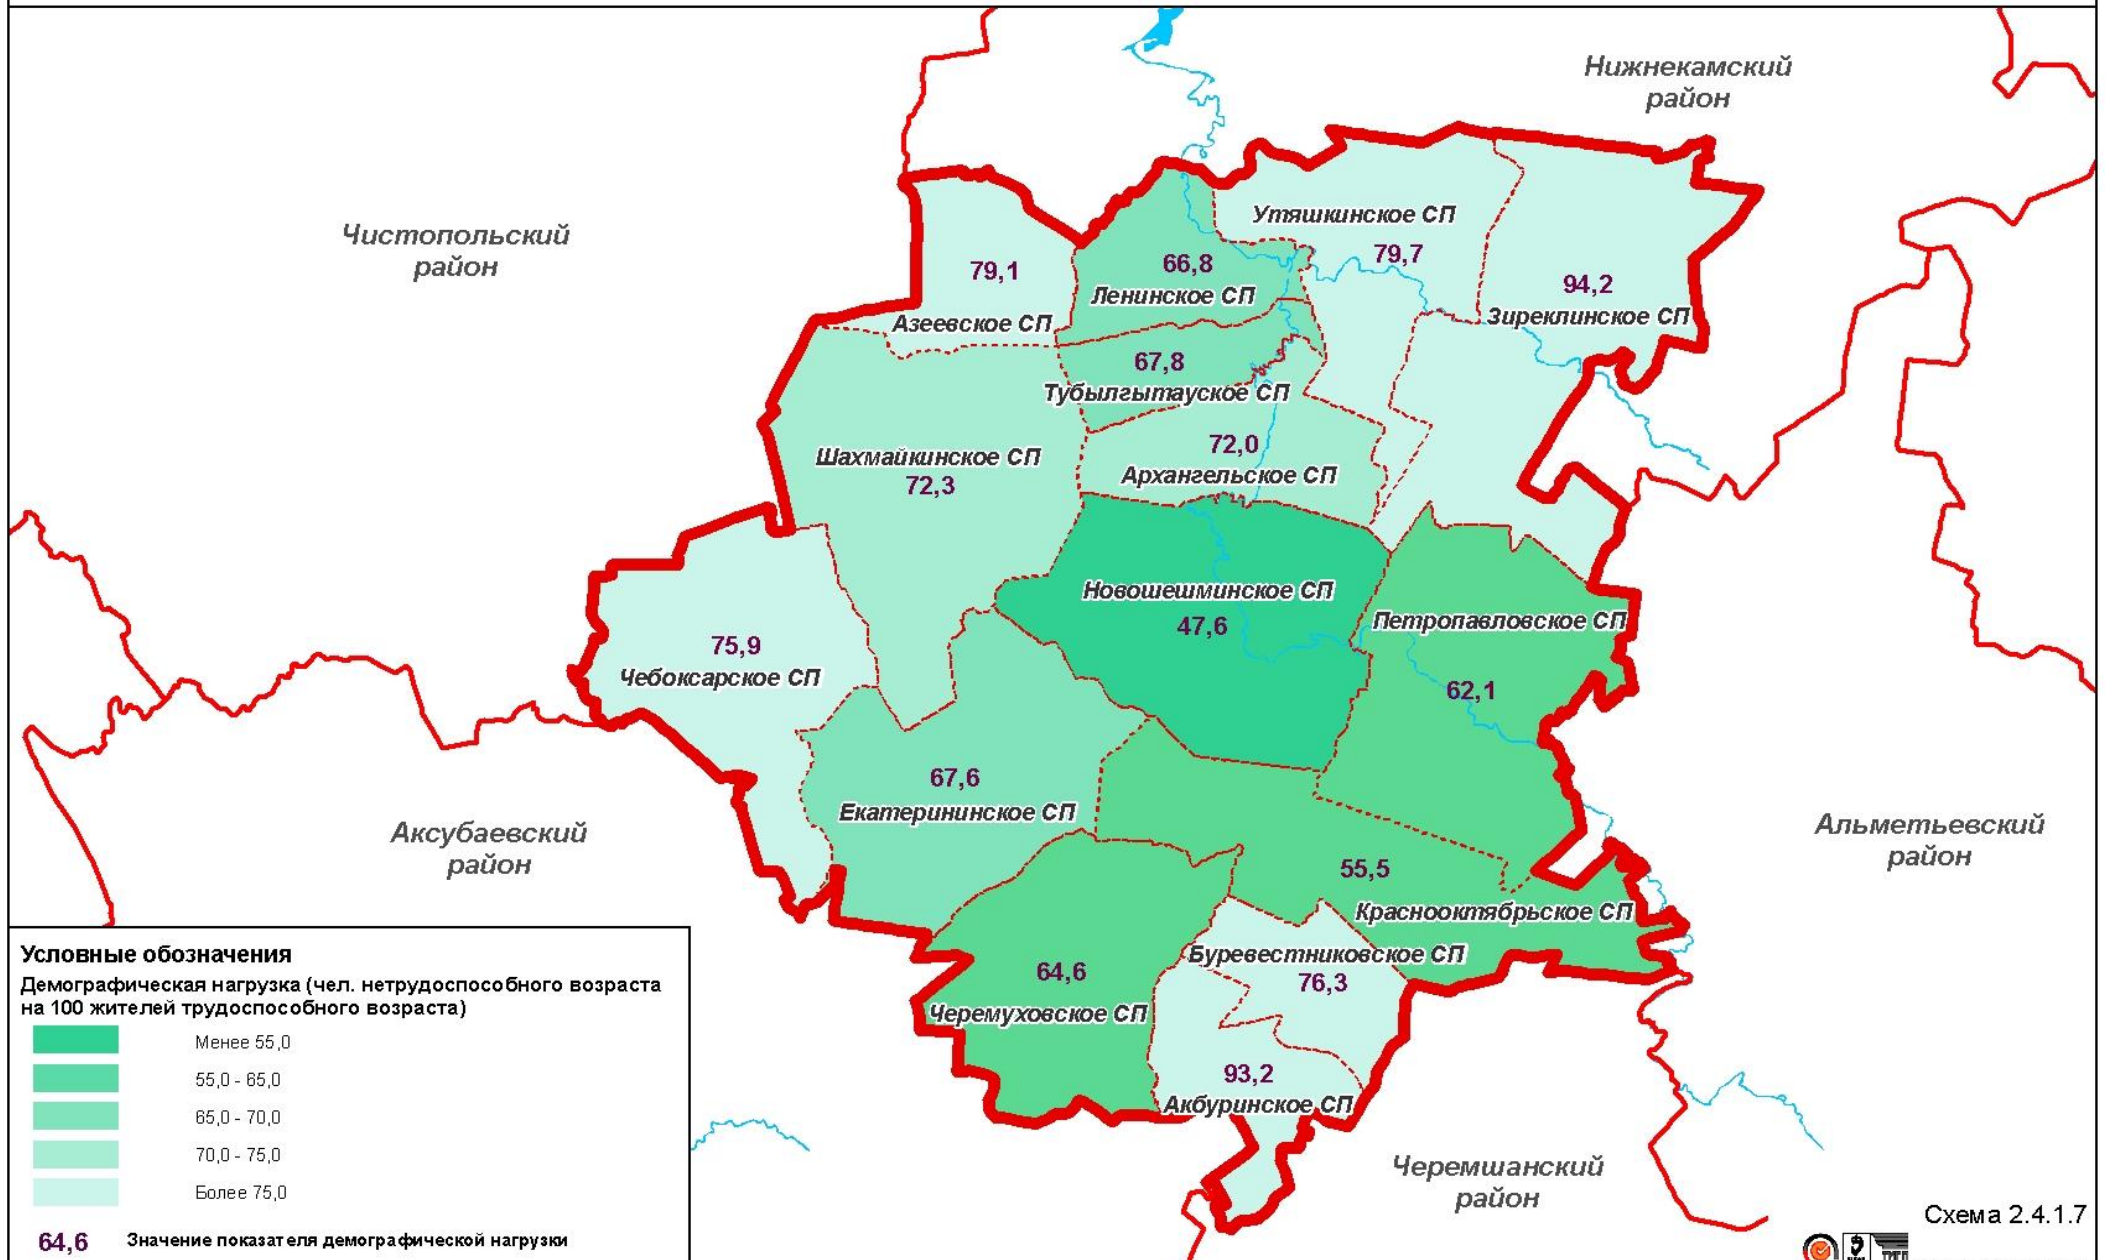 Нижнекамский
район
Чистопольский
район
Утяшкинское СП
79,7
79,1
Азеевское СП
66,8
Ленинское СП
94,2
Зиреклинское СП
67,8
Тубылгытауское СП
72,0
Архангельское СП
Шахмайкинское СП
72,3
Новошешминское СП
47,6
Петропавловское СП
62,1
75,9
Чебоксарское СП
67,6
Екатерининское СП
Аксубаевский
район
Альметьевский
район
55,5
Краснооктябрьское СП
Буревестниковское СП
76,3
64,6
Черемуховское СП
93,2
Акбуринское СП
Черемшанский
район
Условные обозначения
Демографическая нагрузка (чел. нетрудоспособного возраста
на 100 жителей трудоспособного возраста)
Менее 55,0
55,0 - 65,0
65,0 - 70,0
70,0 - 75,0
Более 75,0
64,6 Значение показателя демографической нагрузки
Схема 2.4.1.7